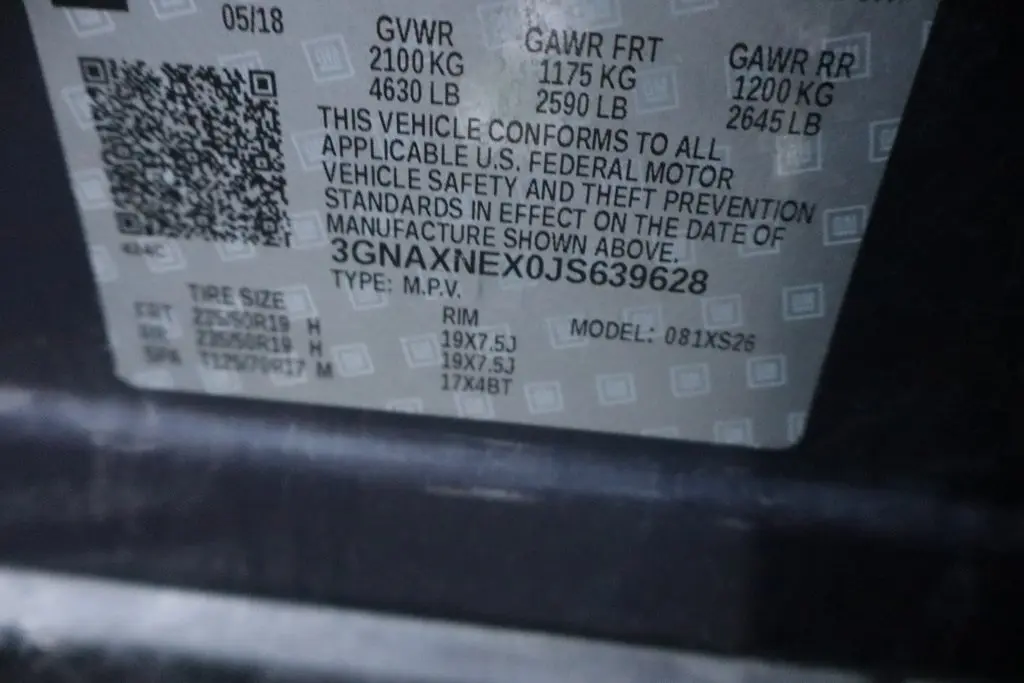 05/18
GVWR GAWR FRT GAWR RR
2100 KG 1175 KG 1200 KG
4630 LB 2590 LB 2645 LB
THIS VEHICLE CONFORMS TO ALL
APPLICABLE U.S. FEDERAL MOTOR
VEHICLE SAFETY AND THEFT PREVENTION
STANDARDS IN EFFECT ON THE DATE OF
MANUFACTURE SHOWN ABOVE.
3GNAXNEX0JS639628
TYPE: M.P.V.
TIRE SIZE RIM MODEL: 081XS26
FRT 235/50R19 H 19X7.5J
RR 235/50R19 H 19X7.5J
SPA T125/70R17 M 17X4BT